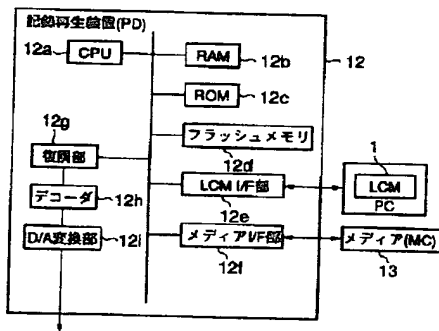 記録再生装置(PD)
12a
CPU
RAM
12b
12
ROM
12c
12g
復調部
フラッシュメモリ
12d
1
デコーダ
12h
LCM I/F部
12e
LCM
PC
D/A変換部
12i
メディアI/F部
12f
メディア(MC)
13